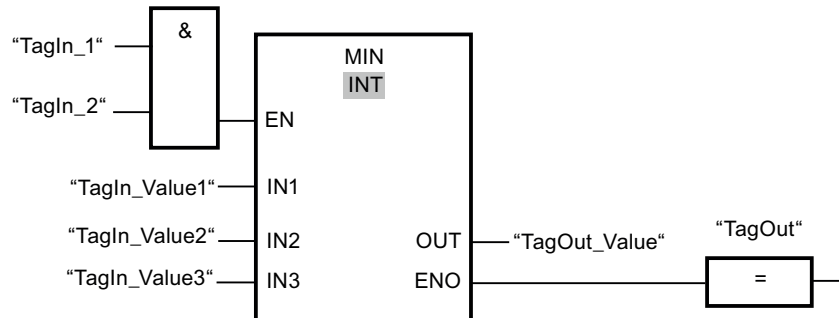 &
“TagIn_1“
“TagIn_2“
MIN
INT
EN
“TagIn_Value1“ IN1
“TagIn_Value2“ IN2 OUT “TagOut_Value“
“TagIn_Value3“ IN3 ENO
“TagOut“
=